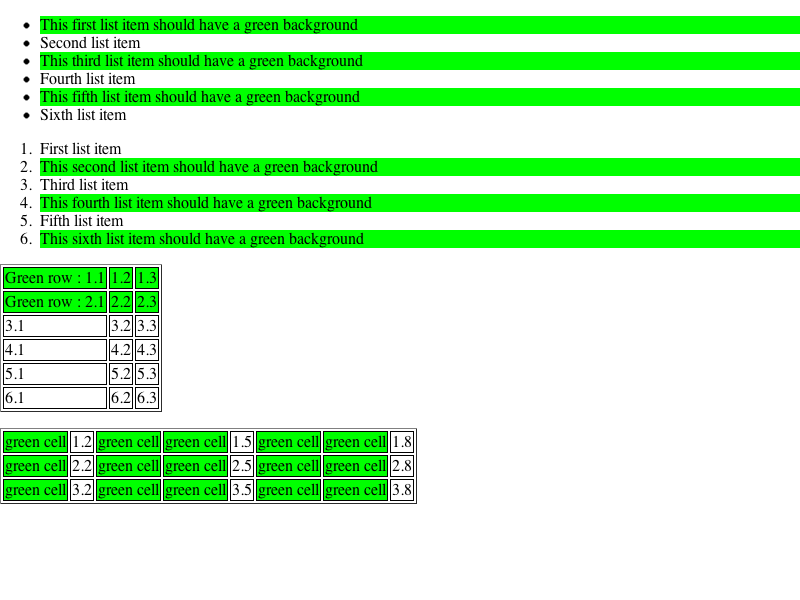 This first list item should have a green background
Second list item
This third list item should have a green background
Fourth list item
This fifth list item should have a green background
Sixth list item
1. First list item
2. This second list item should have a green background
3. Third list item
4. This fourth list item should have a green background
5. Fifth list item
6. This sixth list item should have a green background
Green row : 1.1 1.2 1.3
Green row : 2.1 2.2 2.3
3.1 3.2 3.3
4.1 4.2 4.3
5.1 5.2 5.3
6.1 6.2 6.3
green cell 1.2 green cell green cell 1.5 green cell green cell 1.8
green cell 2.2 green cell green cell 2.5 green cell green cell 2.8
green cell 3.2 green cell green cell 3.5 green cell green cell 3.8